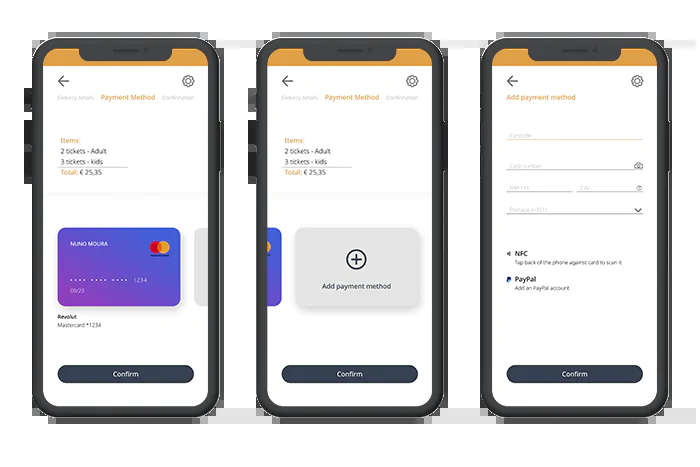 Delivery details Payment Method Confirmation
Items:
2 tickets - Adult
3 tickets - kids
Total: € 25,35
NUNO MOURA
•••• •••• •••• 1234
09/23
Revolut
Mastercard *1234
Confirm
Delivery details Payment Method Confirmation
Items:
2 tickets - Adult
3 tickets - kids
Total: € 25,35
Add payment method
Confirm
Add payment method
Card title
Card number
MM / YY CVV
NFC
Tap back of the phone against card to scan it
PayPal
Add an PayPal account
Confirm